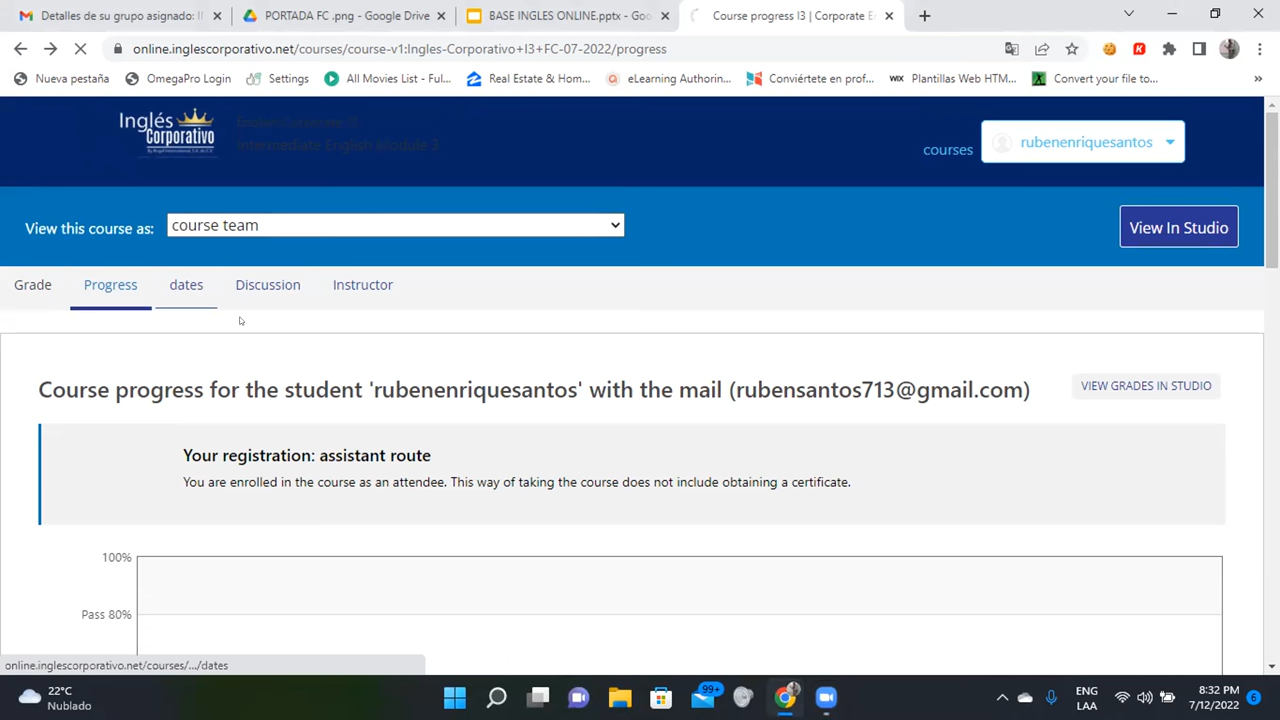 Detalles de su grupo asignado: I
PORTADA FC .png - Google Drive
BASE INGLES ONLINE.pptx - Goo
Course progress I3 | Corporate E
online.inglescorporativo.net/courses/course-v1:Ingles-Corporativo+I3+FC-07-2022/progress
Nueva pestaña
OmegaPro Login
Settings
All Movies List - Ful...
Real Estate & Hom...
eLearning Authorin...
Conviértete en prof...
WIX Plantillas Web HTM...
Convert your file to...
»
Inglés
Corporativo
Intermediate English Module 3
courses
rubenenriquesantos
View this course as:
course team
View In Studio
Grade
Progress
dates
Discussion
Instructor
Course progress for the student 'rubenenriquesantos' with the mail (rubensantos713@gmail.com)
VIEW GRADES IN STUDIO
Your registration: assistant route
You are enrolled in the course as an attendee. This way of taking the course does not include obtaining a certificate.
100%
Pass 80%
online.inglescorporativo.net/courses/.../dates
22°C
Nublado
99+
ENG
LAA
8:32 PM
7/12/2022
6